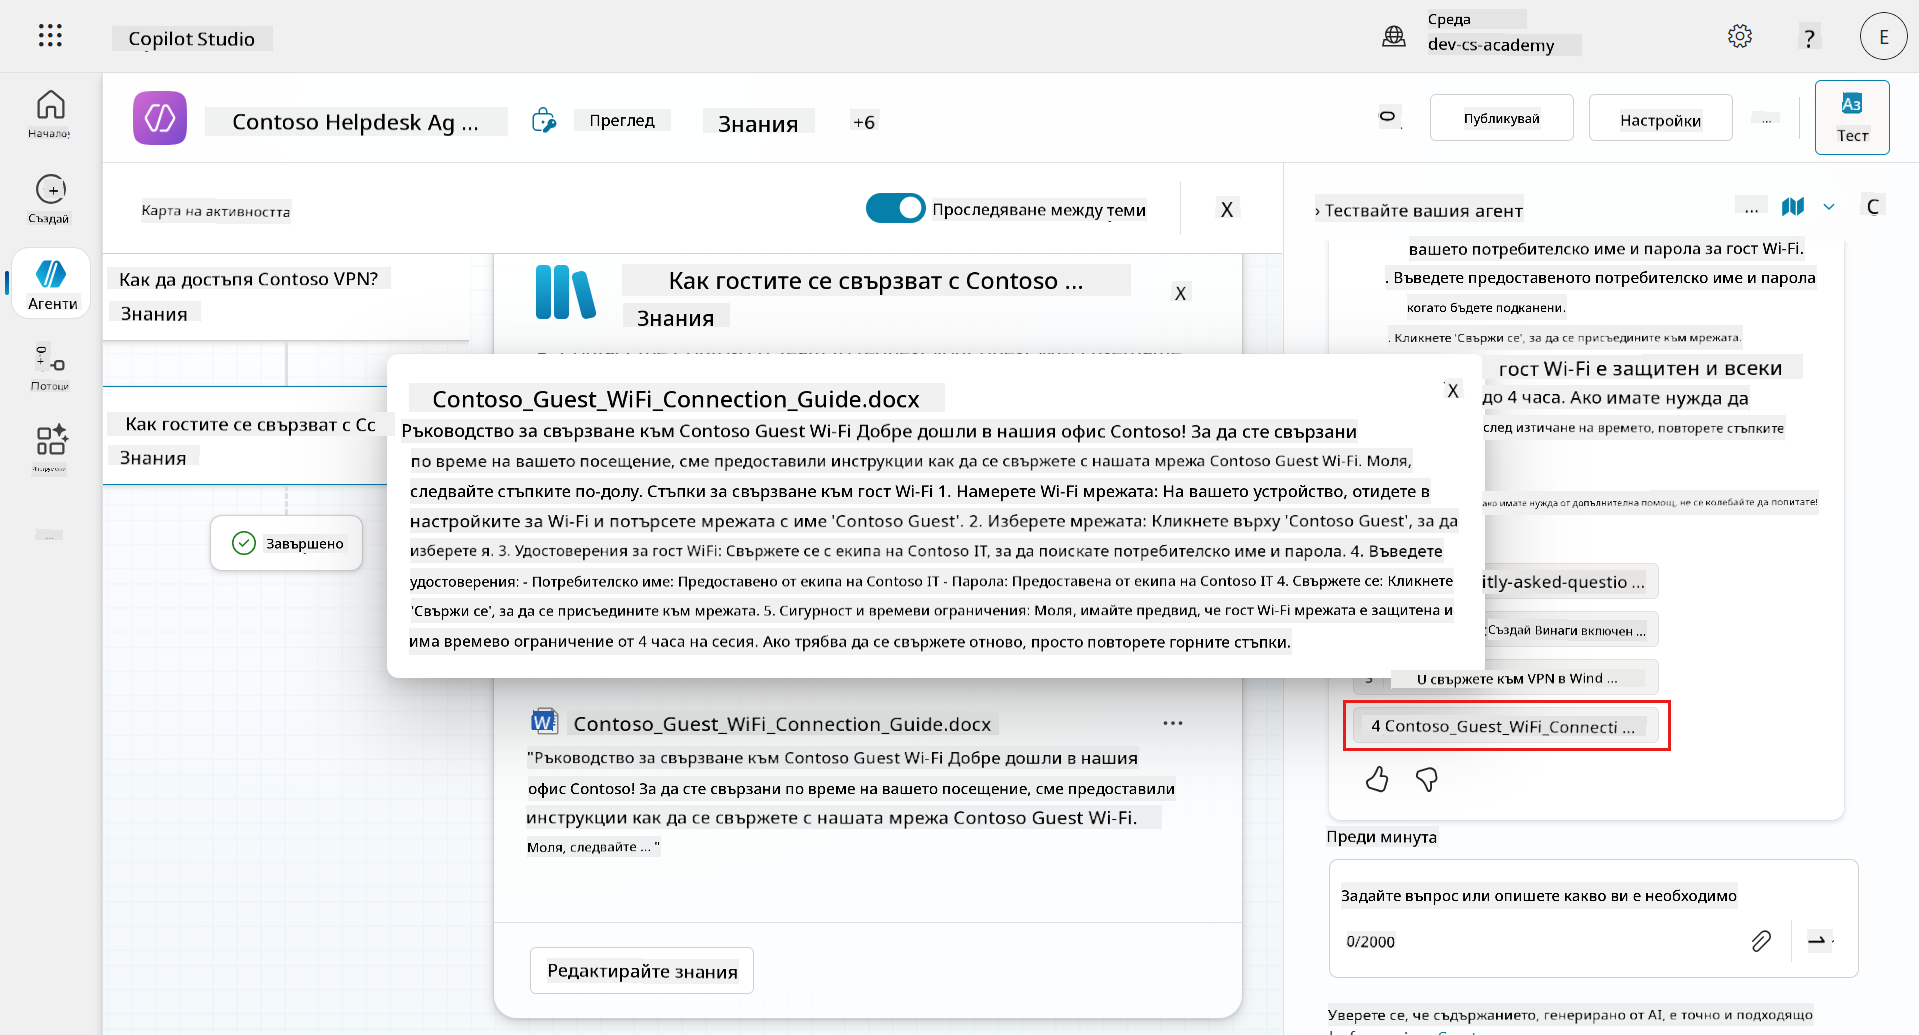 Copilot Studio
Среда
dev-cs-academy
?
E
Начало
Създай
Агенти
Потоци
...
Contoso Helpdesk Ag ...
Преглед
Знания
+6
Публикувай
Настройки
...
Aз
Тест
Карта на активността
Проследяване между теми
X
Как да достъпя Contoso VPN?
Знания
Как гостите се свързват с Cc
Знания
Завършено
Как гостите се свързват с Contoso ...
Знания
X
Contoso_Guest_WiFi_Connection_Guide.docx
X
Ръководство за свързване към Contoso Guest Wi-Fi Добре дошли в нашия офис Contoso! За да сте свързани
по време на вашето посещение, сме предоставили инструкции как да се свържете с нашата мрежа Contoso Guest Wi-Fi. Моля,
следвайте стъпките по-долу. Стъпки за свързване към гост Wi-Fi 1. Намерете Wi-Fi мрежата: На вашето устройство, отидете в
настройките за Wi-Fi и потърсете мрежата с име 'Contoso Guest'. 2. Изберете мрежата: Кликнете върху 'Contoso Guest', за да
изберете я. 3. Удостоверения за гост WiFi: Свържете се с екипа на Contoso IT, за да поискате потребителско име и парола. 4. Въведете
удостоверения: - Потребителско име: Предоставено от екипа на Contoso IT - Парола: Предоставена от екипа на Contoso IT 4. Свържете се: Кликнете
'Свържи се', за да се присъедините към мрежата. 5. Сигурност и времеви ограничения: Моля, имайте предвид, че гост Wi-Fi мрежата е защитена и
има времево ограничение от 4 часа на сесия. Ако трябва да се свържете отново, просто повторете горните стъпки.
Contoso_Guest_WiFi_Connection_Guide.docx
"Ръководство за свързване към Contoso Guest Wi-Fi Добре дошли в нашия
офис Contoso! За да сте свързани по време на вашето посещение, сме предоставили
инструкции как да се свържете с нашата мрежа Contoso Guest Wi-Fi.
Моля, следвайте ... "
Редактирайте знания
› Тествайте вашия агент
...
C
вашето потребителско име и парола за гост Wi-Fi.
. Въведете предоставеното потребителско име и парола
когато бъдете подканени.
. Кликнете 'Свържи се', за да се присъедините към мрежата.
гост Wi-Fi е защитен и всеки
до 4 часа. Ако имате нужда да
след изтичане на времето, повторете стъпките
ако имате нужда от допълнителна помощ, не се колебайте да попитате!
itly-asked-questio ...
Създай Винаги включен ...
U свържете към VPN в Wind ...
4 Contoso_Guest_WiFi_Connecti ...
Преди минута
Задайте въпрос или опишете какво ви е необходимо
0/2000
Уверете се, че съдържанието, генерирано от AI, е точно и подходящо